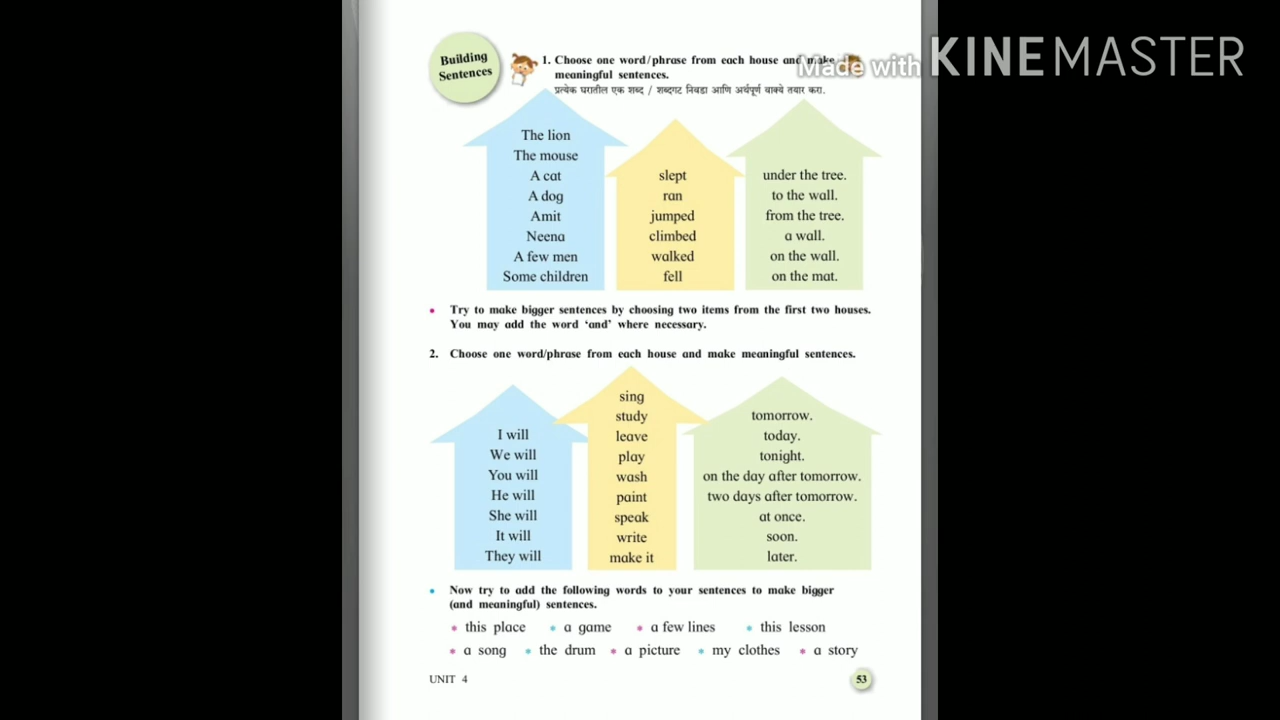 Building
Sentences
1. Choose one word/phrase from each house and make
meaningful sentences.
प्रत्येक घरातील एक शब्द / शब्दगट निवडा आणि अर्थपूर्ण वाक्ये तयार करा.
Made with KINEMASTER
The lion
The mouse
A cat
A dog
Amit
Neena
A few men
Some children
slept
ran
jumped
climbed
walked
fell
under the tree.
to the wall.
from the tree.
a wall.
on the wall.
on the mat.
• Try to make bigger sentences by choosing two items from the first two houses.
You may add the word ‘and’ where necessary.
2. Choose one word/phrase from each house and make meaningful sentences.
I will
We will
You will
He will
She will
It will
They will
sing
study
leave
play
wash
paint
speak
write
make it
tomorrow.
today.
tonight.
on the day after tomorrow.
two days after tomorrow.
at once.
soon.
later.
• Now try to add the following words to your sentences to make bigger
(and meaningful) sentences.
* this place * a game * a few lines * this lesson
* a song * the drum * a picture * my clothes * a story
UNIT 4
53